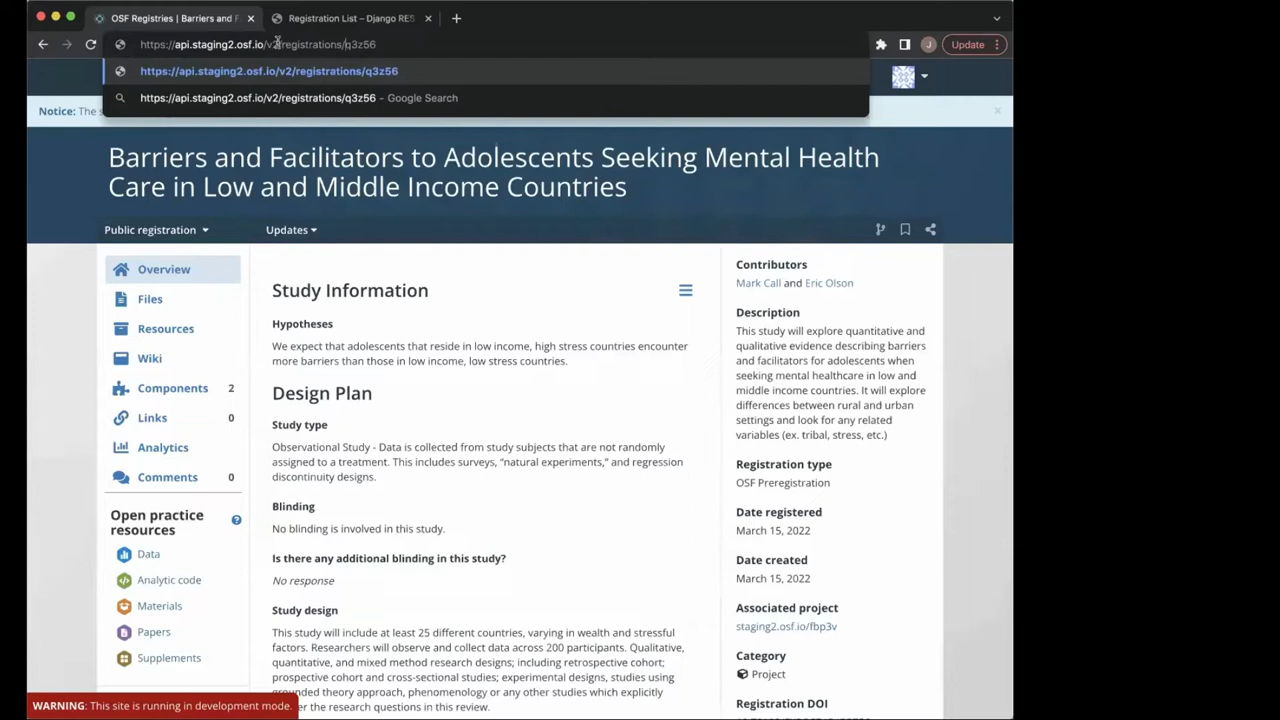 OSF Registries | Barriers and F
Registration List – Django RES
https://api.staging2.osf.io/v2/registrations/q3z56
J
Update
https://api.staging2.osf.io/v2/registrations/q3z56
https://api.staging2.osf.io/v2/registrations/q3z56 - Google Search
Notice: The s
Barriers and Facilitators to Adolescents Seeking Mental Health
Care in Low and Middle Income Countries
Public registration
Updates
Overview
Files
Resources
Wiki
Components 2
Links 0
Analytics
Comments 0
Open practice
resources
Data
Analytic code
Materials
Papers
Supplements
Study Information
Hypotheses
We expect that adolescents that reside in low income, high stress countries encounter
more barriers than those in low income, low stress countries.
Design Plan
Study type
Observational Study - Data is collected from study subjects that are not randomly
assigned to a treatment. This includes surveys, “natural experiments,” and regression
discontinuity designs.
Blinding
No blinding is involved in this study.
Is there any additional blinding in this study?
No response
Study design
This study will include at least 25 different countries, varying in wealth and stressful
factors. Researchers will observe and collect data across 200 participants. Qualitative,
quantitative, and mixed method research designs; including retrospective cohort;
prospective cohort and cross-sectional studies; experimental designs, studies using
grounded theory approach, phenomenology or any other studies which explicitly
er the research questions in this review.
Contributors
Mark Call and Eric Olson
Description
This study will explore quantitative and
qualitative evidence describing barriers
and facilitators for adolescents when
seeking mental healthcare in low and
middle income countries. It will explore
differences between rural and urban
settings and look for any related
variables (ex. tribal, stress, etc.)
Registration type
OSF Preregistration
Date registered
March 15, 2022
Date created
March 15, 2022
Associated project
staging2.osf.io/fbp3v
Category
Project
Registration DOI
WARNING: This site is running in development mode.